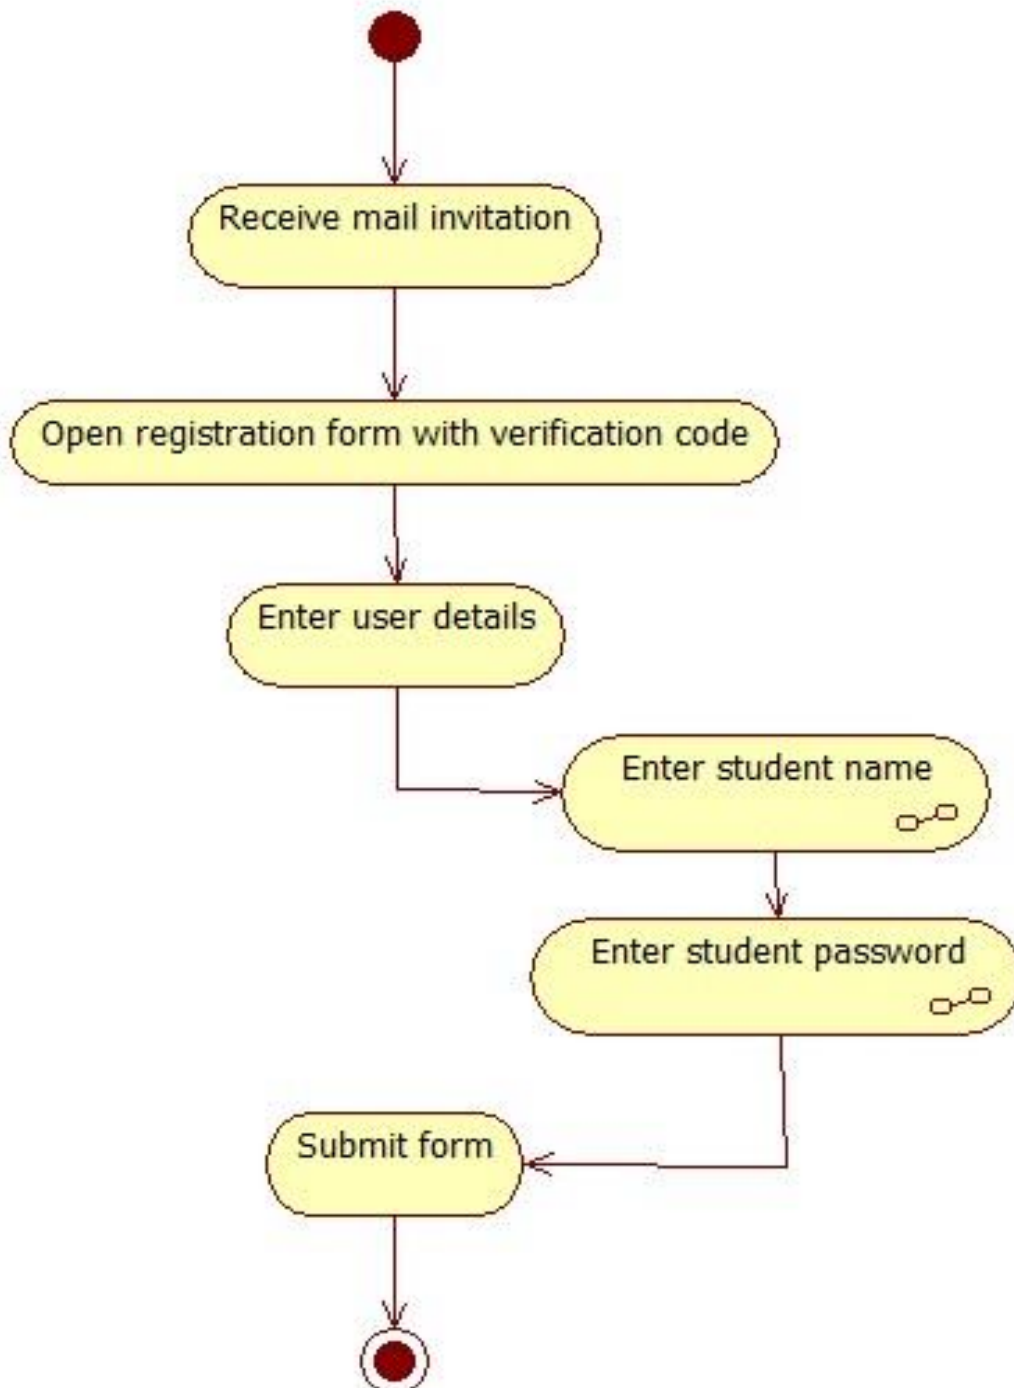 Receive mail invitation
Open registration form with verification code
Enter user details
Enter student name
Enter student password
Submit form